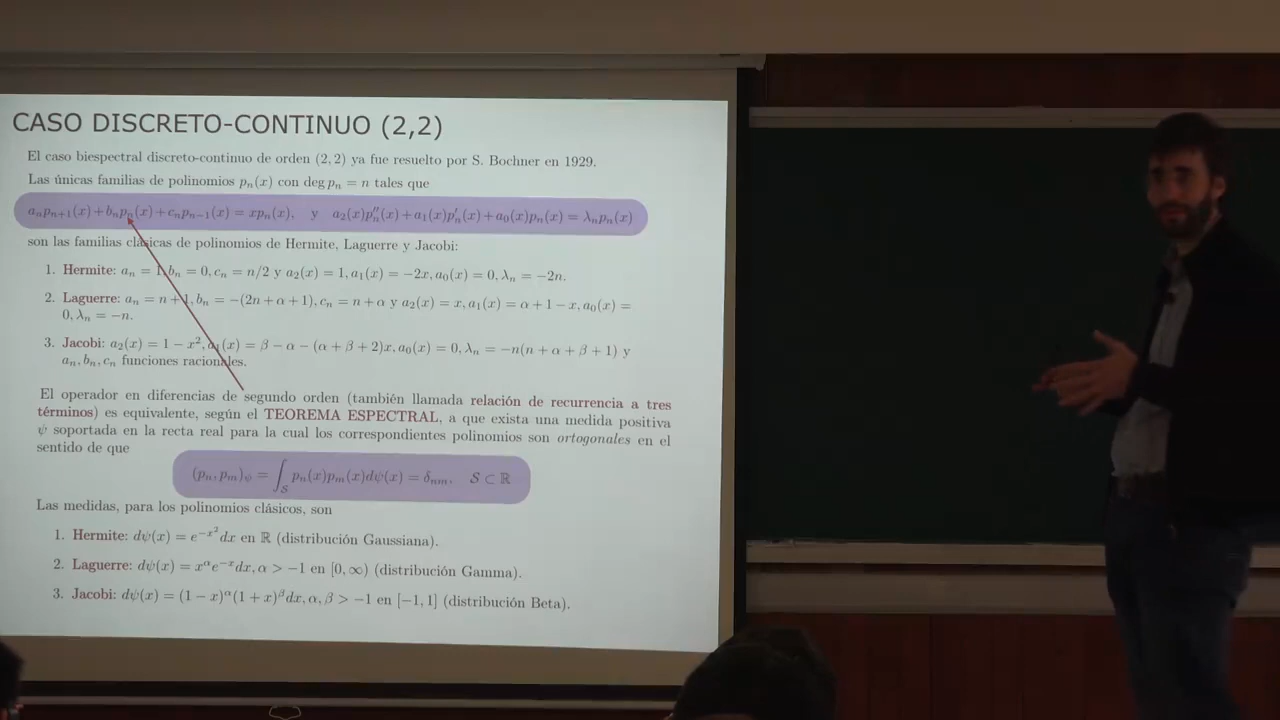 CASO DISCRETO-CONTINUO (2,2)
El caso biespectral discreto-continuo de orden (2, 2) ya fue resuelto por S. Bochner en 1929.
Las únicas familias de polinomios pₙ(x) con deg pₙ = n tales que
aₙpₙ₊₁(x)+bₙpₙ(x)+cₙpₙ₋₁(x) = xpₙ(x), y a₂(x)p″ₙ(x)+a₁(x)p′ₙ(x)+a₀(x)pₙ(x) = λₙpₙ(x)
son las familias clásicas de polinomios de Hermite, Laguerre y Jacobi:
1. Hermite: aₙ = 1, bₙ = 0, cₙ = n/2 y a₂(x) = 1, a₁(x) = −2x, a₀(x) = 0, λₙ = −2n.
2. Laguerre: aₙ = n + 1, bₙ = −(2n + α + 1), cₙ = n + α y a₂(x) = x, a₁(x) = α + 1 − x, a₀(x) =
0, λₙ = −n.
3. Jacobi: a₂(x) = 1 − x², a₁(x) = β − α − (α + β + 2)x, a₀(x) = 0, λₙ = −n(n + α + β + 1) y
aₙ, bₙ, cₙ funciones racionales.
El operador en diferencias de segundo orden (también llamada relación de recurrencia a tres
términos) es equivalente, según el TEOREMA ESPECTRAL, a que exista una medida positiva
ψ soportada en la recta real para la cual los correspondientes polinomios son ortogonales en el
sentido de que
(pₙ, pₘ)ψ = ∫_S pₙ(x)pₘ(x)dψ(x) = δₙₘ, S ⊂ ℝ
Las medidas, para los polinomios clásicos, son
1. Hermite: dψ(x) = e^{−x²}dx en ℝ (distribución Gaussiana).
2. Laguerre: dψ(x) = x^α e^{−x}dx, α > −1 en [0, ∞) (distribución Gamma).
3. Jacobi: dψ(x) = (1 − x)^α(1 + x)^β dx, α, β > −1 en [−1, 1] (distribución Beta).